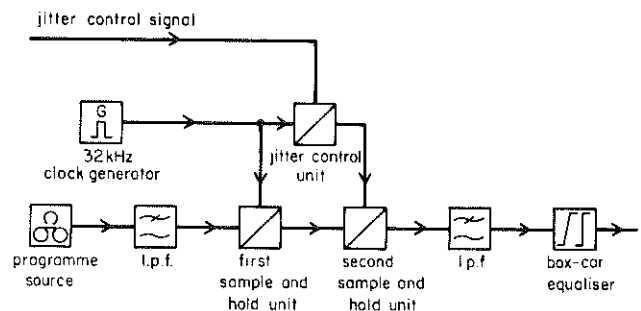 jitter control signal
G
32kHz
clock generator
jitter control
unit
programme
source
l.p.f.
first
sample and
hold unit
second
sample and
hold unit
l.p.f
box-car
equaliser